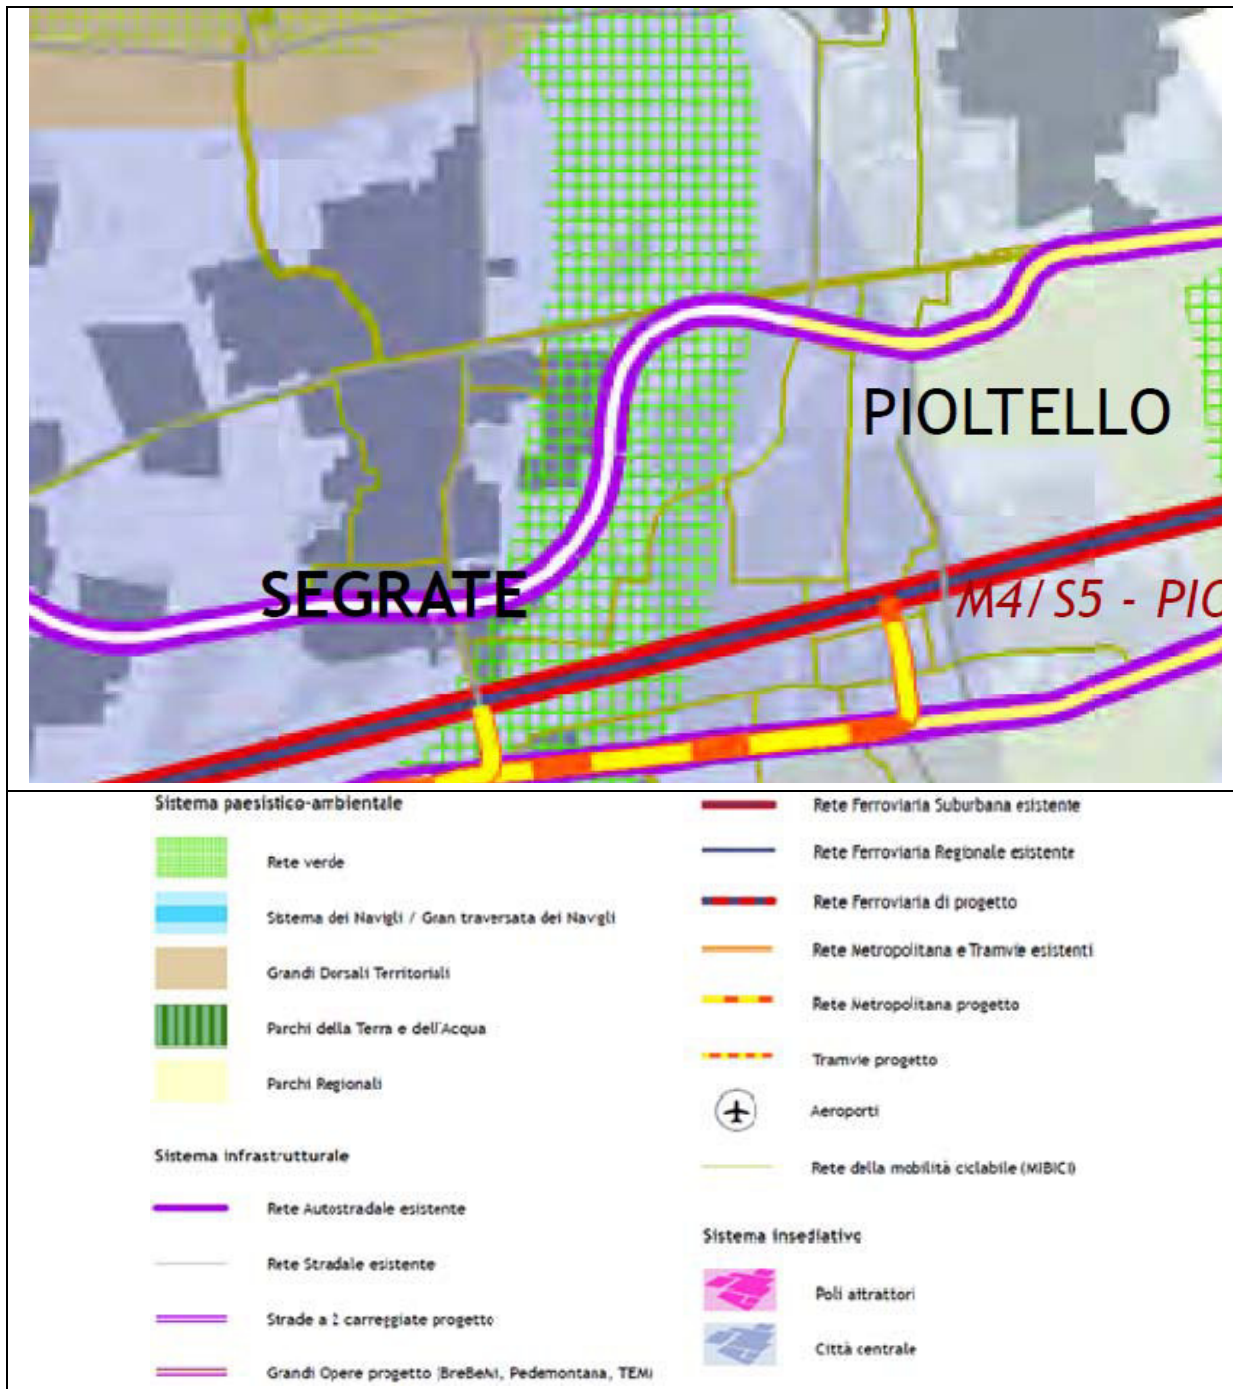 PIOLTELLO
SEGRATE
M4/S5 - PIO
Sistema paesistico-ambientale
Rete verde
Sistema dei Navigli / Gran traversata dei Navigli
Grandi Dorsali Territoriali
Parchi della Terra e dell'Acqua
Parchi Regionali
Sistema infrastrutturale
Rete Autostradale esistente
Rete Stradale esistente
Strade a 2 carreggiate progetto
Grandi Opere progetto (BreBeMi, Pedemontana, TEM)
Rete Ferroviaria Suburbana esistente
Rete Ferroviaria Regionale esistente
Rete Ferroviaria di progetto
Rete Metropolitana e Tramvie esistenti
Rete Metropolitana progetto
Tramvie progetto
Aeroporti
Rete della mobilità ciclabile (MIBICI)
Sistema insediativo
Poli attrattori
Città centrale